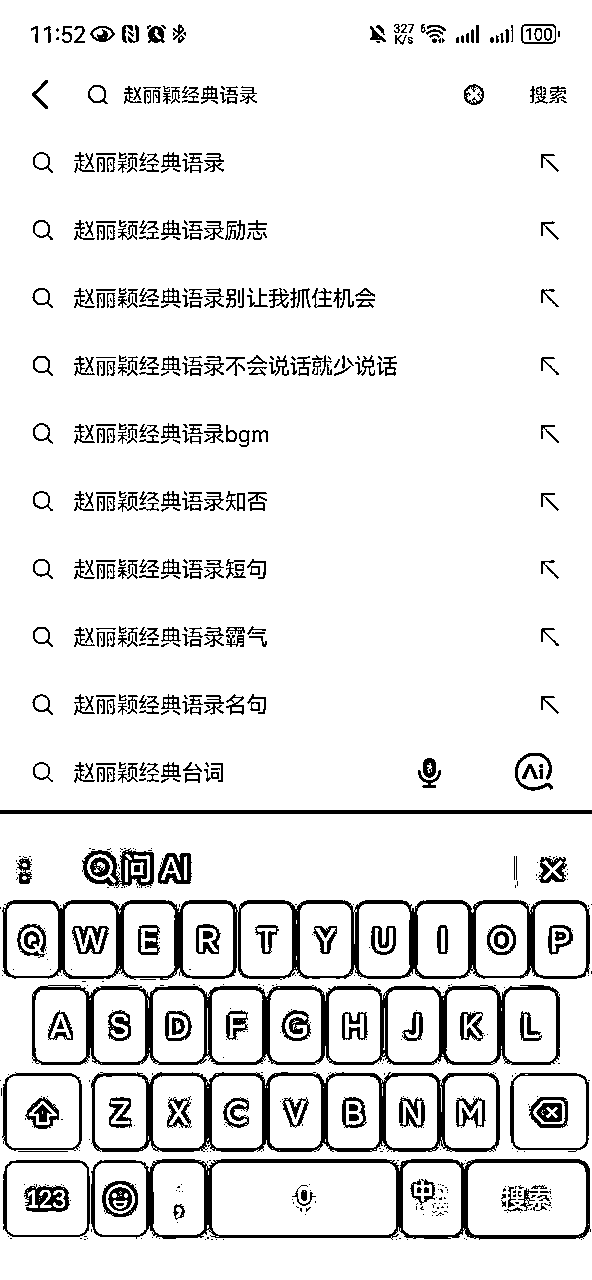 11:52 327 K/s 6 100
赵丽颖经典语录 搜索
赵丽颖经典语录
赵丽颖经典语录励志
赵丽颖经典语录别让我抓住机会
赵丽颖经典语录不会说话就少说话
赵丽颖经典语录bgm
赵丽颖经典语录知否
赵丽颖经典语录短句
赵丽颖经典语录霸气
赵丽颖经典语录名句
赵丽颖经典台词 Ai
问AI
Q W E R T Y U I O P
A S D F G H J K L
Z X C V B N M
123 , 中 搜索